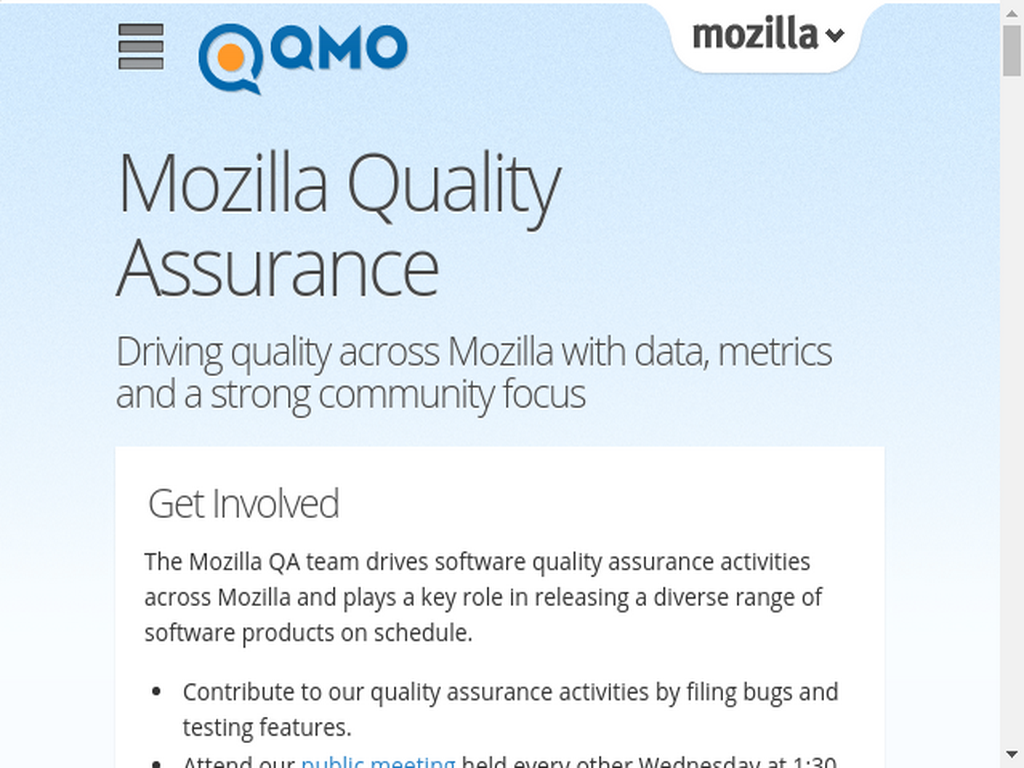 QMO
mozilla
Mozilla Quality
Assurance
Driving quality across Mozilla with data, metrics
and a strong community focus
Get Involved
The Mozilla QA team drives software quality assurance activities
across Mozilla and plays a key role in releasing a diverse range of
software products on schedule.
• Contribute to our quality assurance activities by filing bugs and
testing features.
• Attend our public meeting held every other Wednesday at 1:30